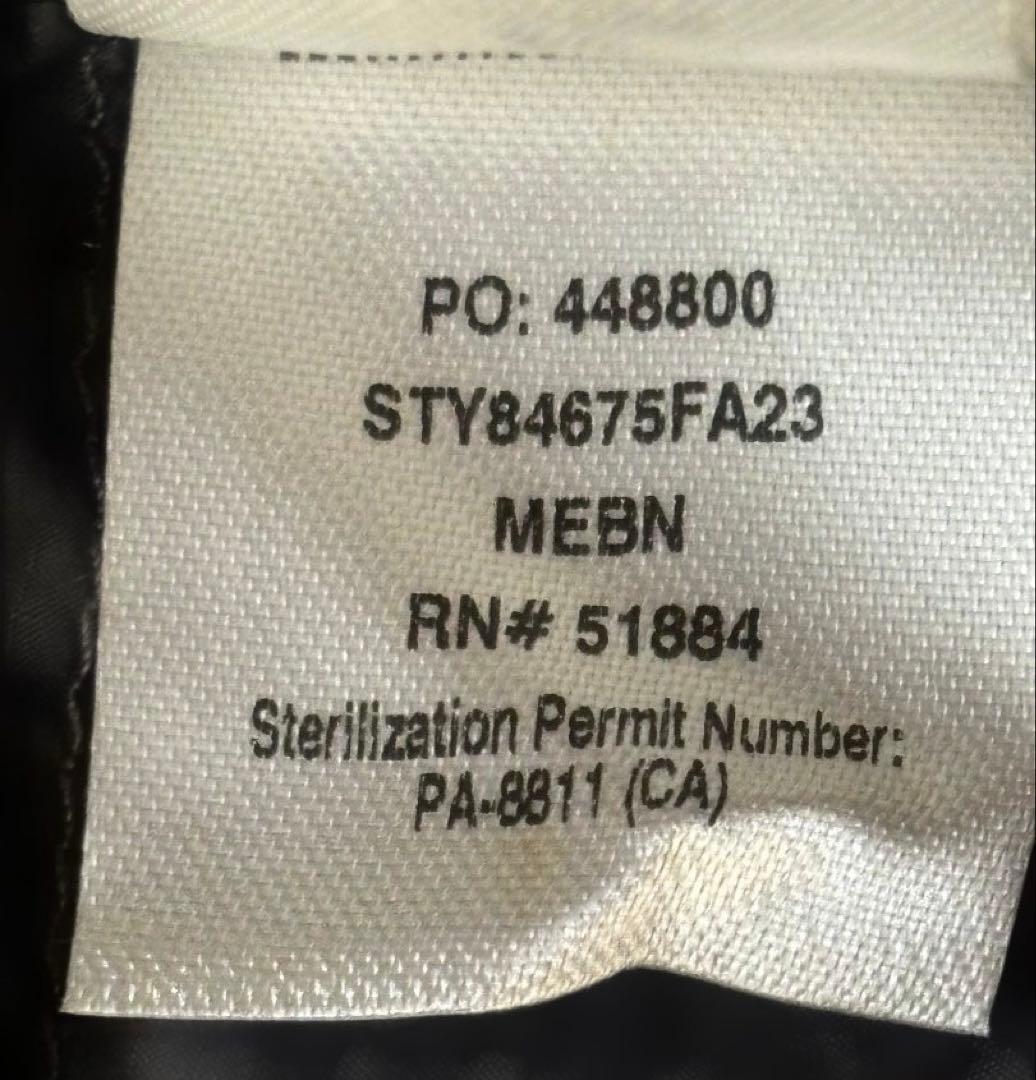 PO: 448800
STY84675FA23
MEBN
RN# 51884
Sterilization Permit Number:
PA-8811 (CA)